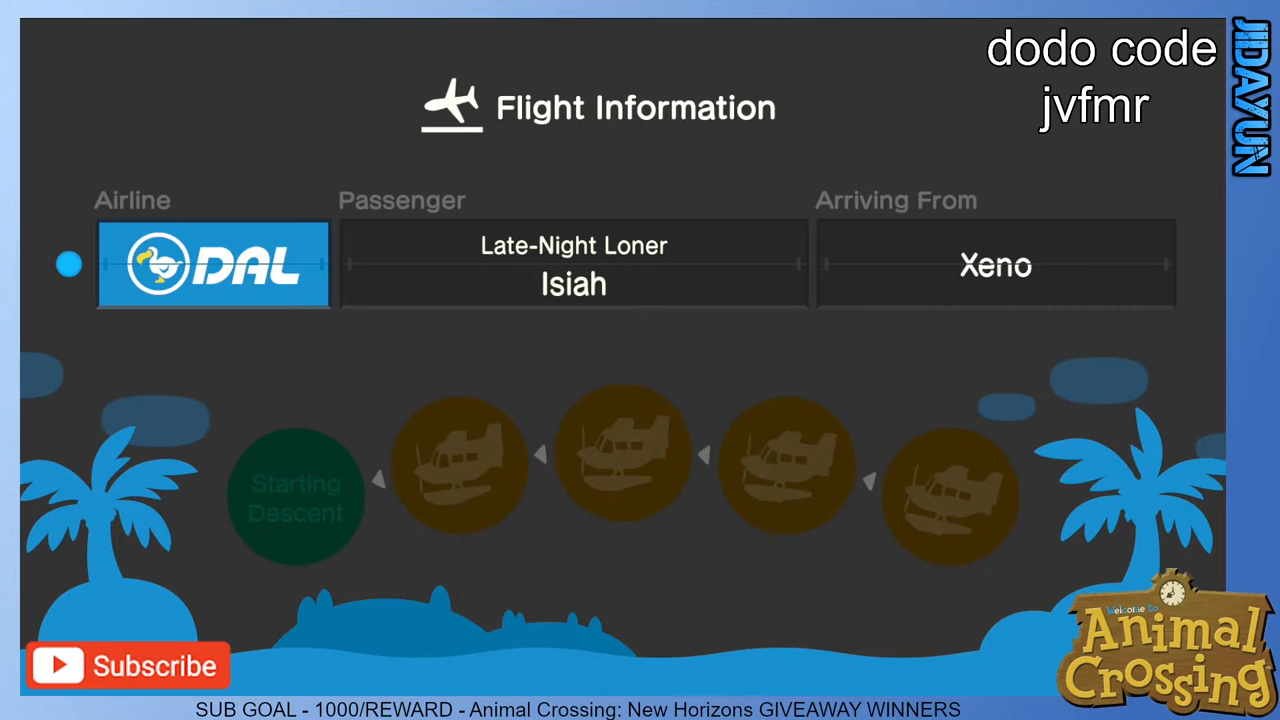 dodo code
jvfmr
JIDAVUN
Flight Information
Airline
Passenger
Arriving From
DAL
Late-Night Loner
Isiah
Xeno
Starting
Descent
Subscribe
Welcome to
Animal
Crossing
SUB GOAL - 1000/REWARD - Animal Crossing: New Horizons GIVEAWAY WINNERS